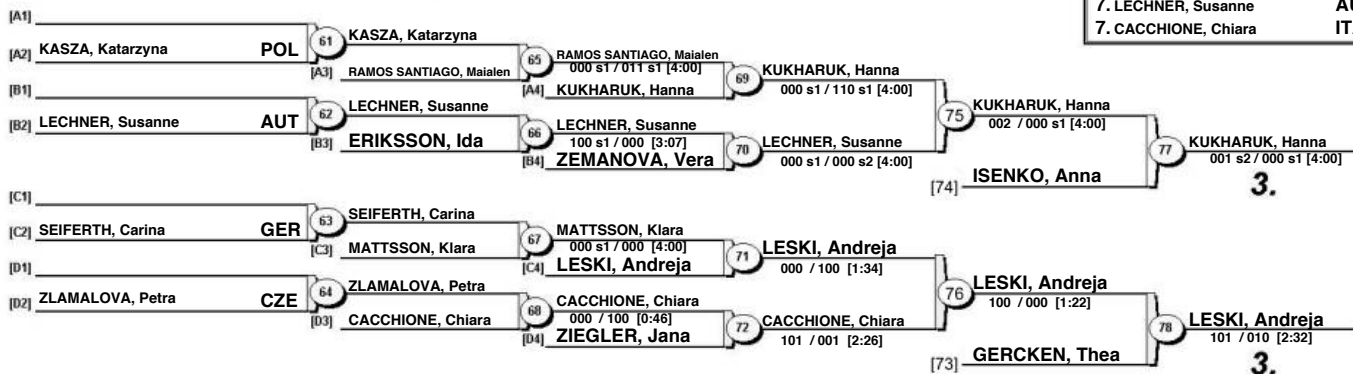 7. LECHNER, Susanne AU
7. CACCHIONE, Chiara IT
[A1]
[A2] KASZA, Katarzyna POL
61
KASZA, Katarzyna
[A3] RAMOS SANTIAGO, Maialen
65
RAMOS SANTIAGO, Maialen
000 s1 / 011 s1 [4:00]
[A4] KUKHARUK, Hanna
69
KUKHARUK, Hanna
000 s1 / 110 s1 [4:00]
[B1]
[B2] LECHNER, Susanne AUT
62
LECHNER, Susanne
[B3] ERIKSSON, Ida
66
LECHNER, Susanne
100 s1 / 000 [3:07]
[B4] ZEMANOVA, Vera
70
LECHNER, Susanne
000 s1 / 000 s2 [4:00]
75
KUKHARUK, Hanna
002 / 000 s1 [4:00]
[74] ISENKO, Anna
77
KUKHARUK, Hanna
001 s2 / 000 s1 [4:00]
3.
[C1]
[C2] SEIFERTH, Carina GER
63
SEIFERTH, Carina
[C3] MATTSSON, Klara
67
MATTSSON, Klara
000 s1 / 000 [4:00]
[C4] LESKI, Andreja
71
LESKI, Andreja
000 / 100 [1:34]
[D1]
[D2] ZLAMALOVA, Petra CZE
64
ZLAMALOVA, Petra
[D3] CACCHIONE, Chiara
68
CACCHIONE, Chiara
000 / 100 [0:46]
[D4] ZIEGLER, Jana
72
CACCHIONE, Chiara
101 / 001 [2:26]
76
LESKI, Andreja
100 / 000 [1:22]
[73] GERCKEN, Thea
78
LESKI, Andreja
101 / 010 [2:32]
3.